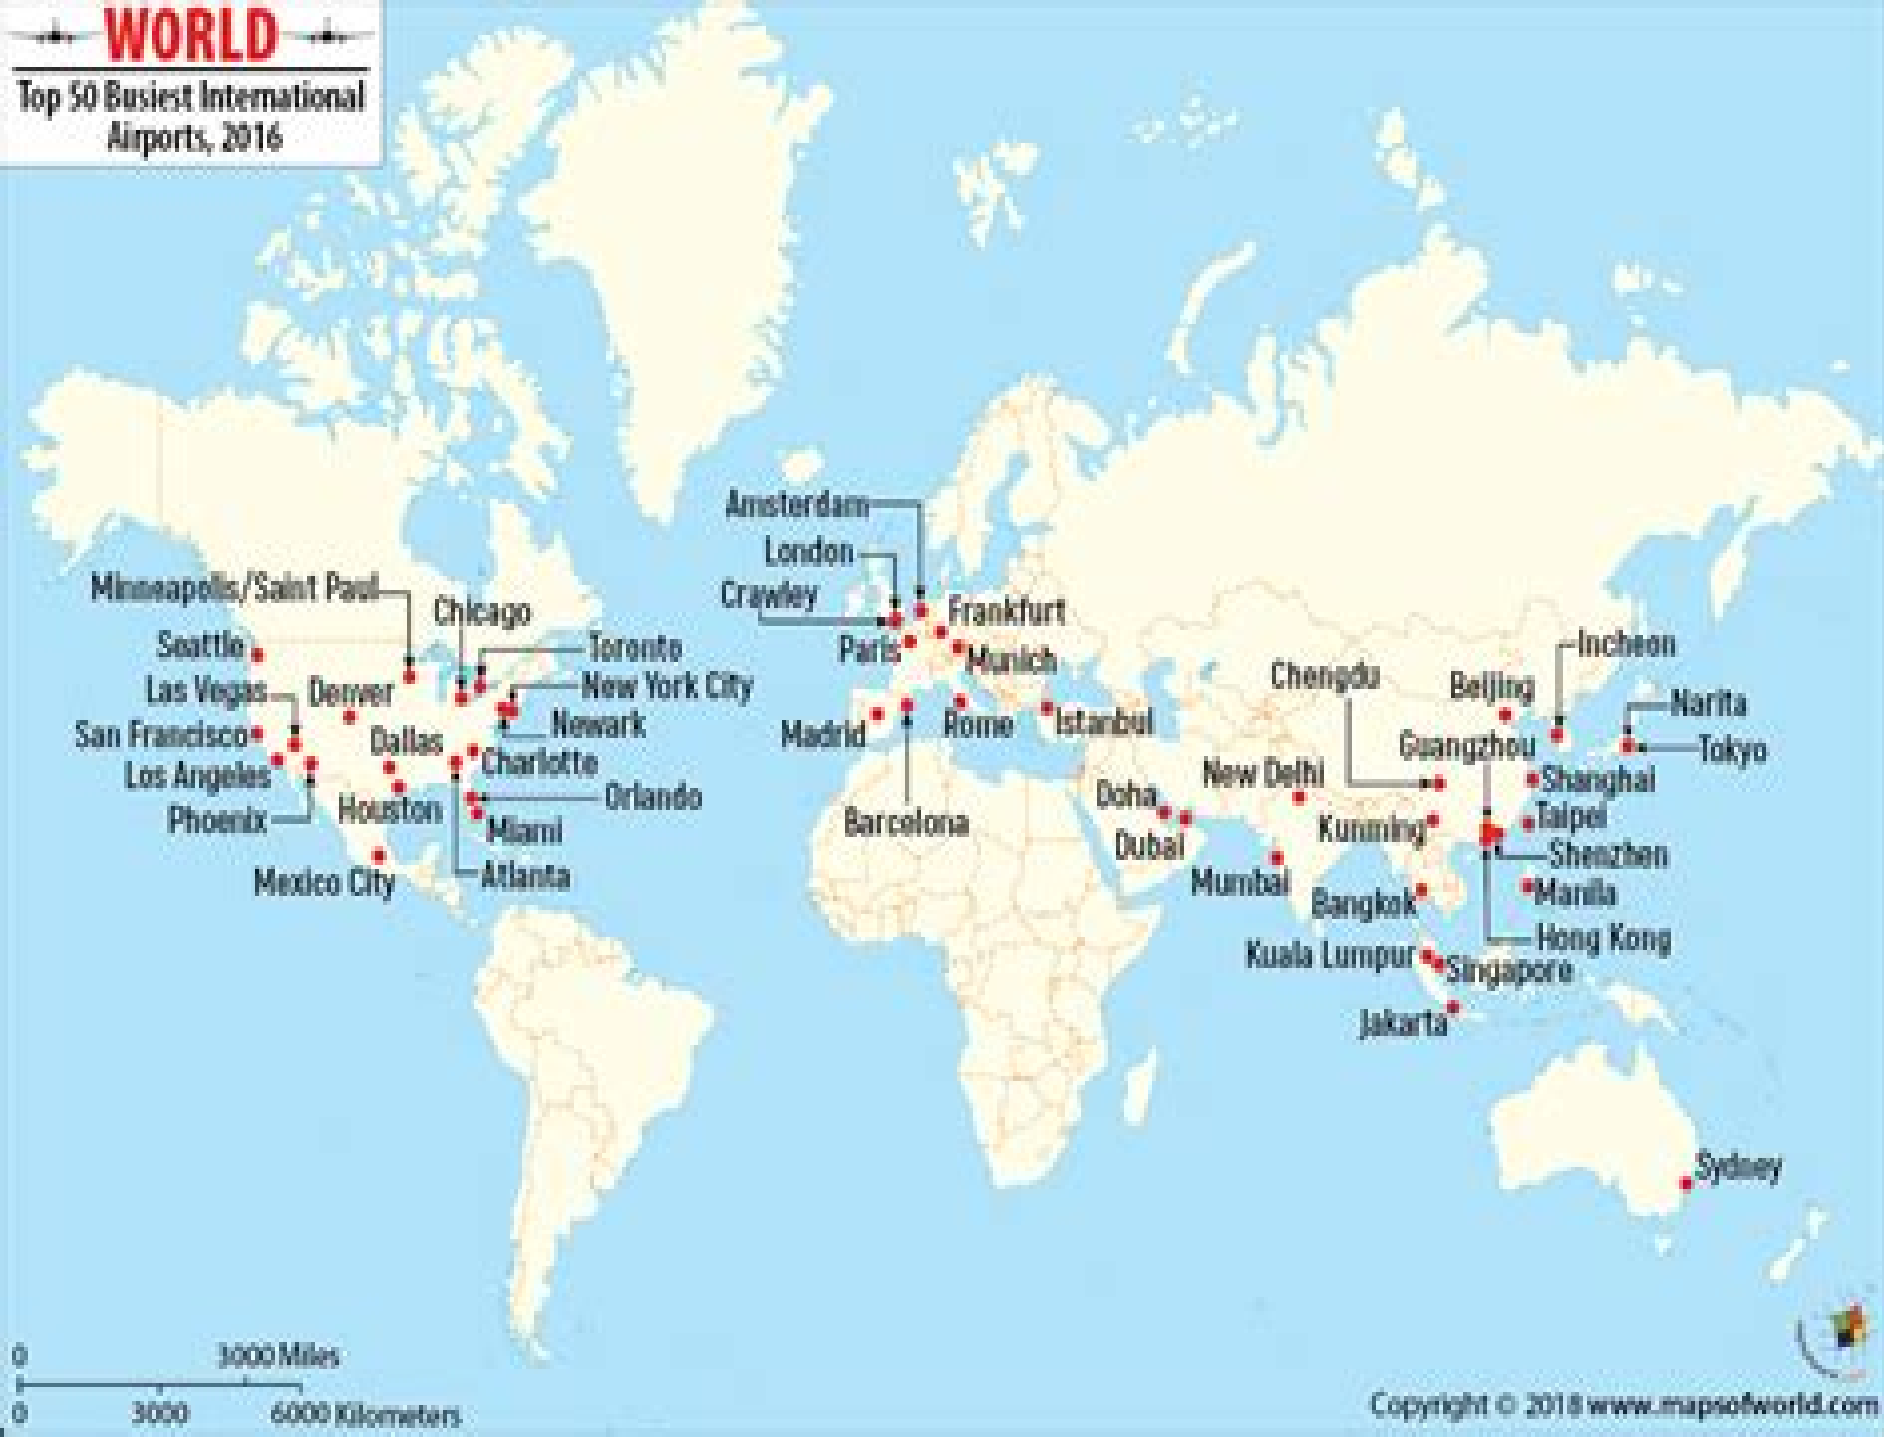 WORLD
Top 50 Busiest International
Airports, 2016
Amsterdam
London
Crawley
Frankfurt
Paris
Munich
Madrid
Barcelona
Rome
Istanbul
Minneapolis/Saint Paul
Chicago
Seattle
Toronto
Las Vegas
Denver
New York City
San Francisco
Newark
Dallas
Los Angeles
Charlotte
Phoenix
Houston
Orlando
Miami
Mexico City
Atlanta
Incheon
Chengdu
Beijing
Narita
Guangzhou
Tokyo
New Delhi
Shanghai
Doha
Taipei
Kunming
Dubai
Shenzhen
Mumbai
Manila
Bangkok
Hong Kong
Kuala Lumpur
Singapore
Jakarta
Sydney
0 3000 Miles
0 3000 6000 Kilometers
Copyright © 2018 www.mapsofworld.com